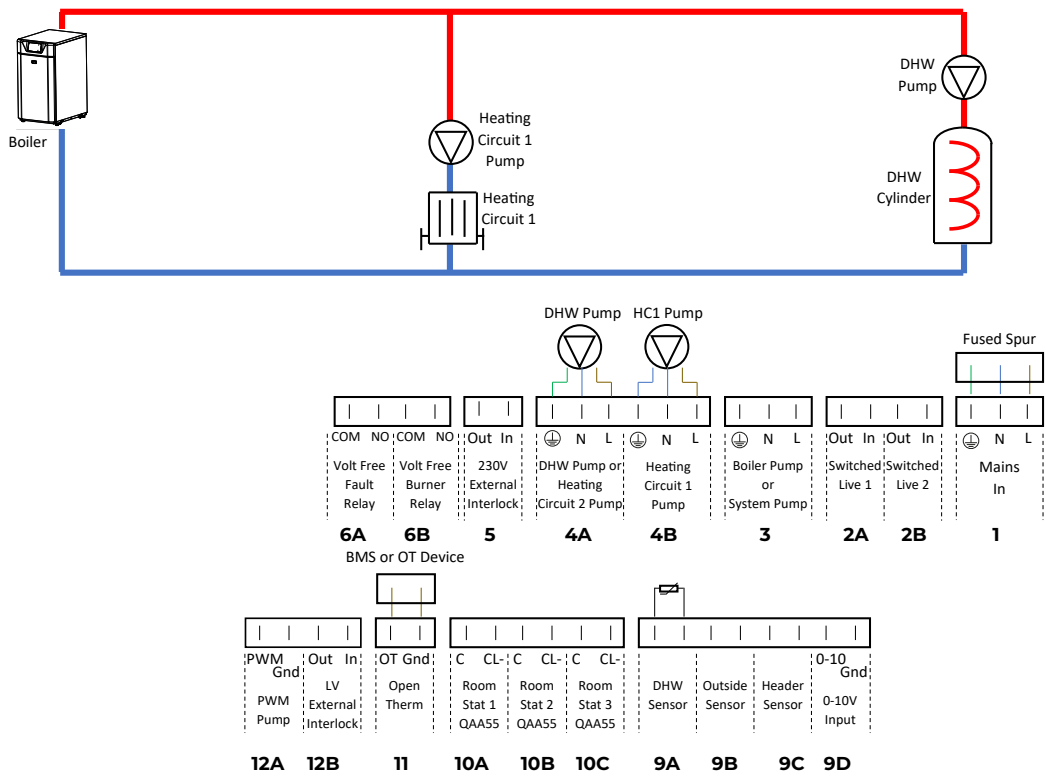 DHW
Pump
Boiler
Heating
Circuit 1
Pump
Heating
Circuit 1
DHW
Cylinder
DHW Pump HC1 Pump
Fused Spur
COM NO COM NO Out In N L N L N L Out In Out In N L
Volt Free Volt Free 230V DHW Pump or Heating Boiler Pump Switched Switched Mains
Fault Burner External Heating Circuit 1 or Live 1 Live 2 In
Relay Relay Interlock Circuit 2 Pump Pump System Pump
6A 6B 5 4A 4B 3 2A 2B 1
BMS or OT Device
PWM Out In OT Gnd C CL- C CL- C CL- 0-10
Gnd Gnd
LV Open Room Room Room DHW Outside Header
PWM External Therm Stat 1 Stat 2 Stat 3 Sensor Sensor Sensor 0-10V
Pump Interlock QAA55 QAA55 QAA55 Input
12A 12B 11 10A 10B 10C 9A 9B 9C 9D